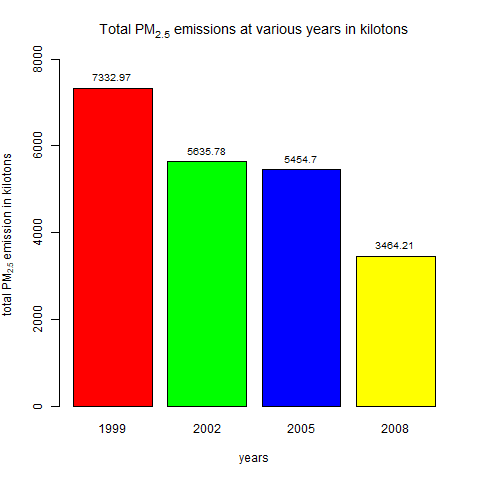 Total PM2.5 emissions at various years in kilotons
total PM2.5 emission in kilotons
8000
6000
4000
2000
0
7332.97
5635.78
5454.7
3464.21
1999 2002 2005 2008
years